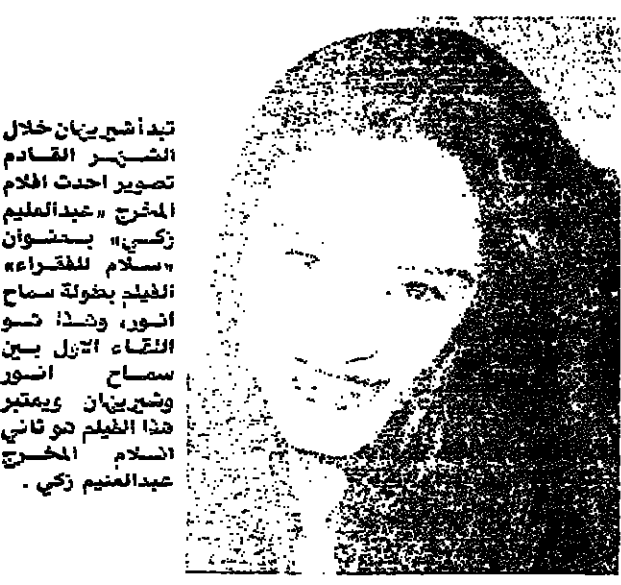 تبدأ شيريهان خلال
الشهر القادم
تصوير احدث افلام
المخرج «عبدالعليم
زكي» بعنوان
«سلام للفقراء»
الفيلم بطولة سماح
انور، وهذا هو
اللقاء الاول بين
سماح انور
وشيريهان ويعتبر
هذا الفيلم هو ثاني
افلام المخرج
عبدالعليم زكي .